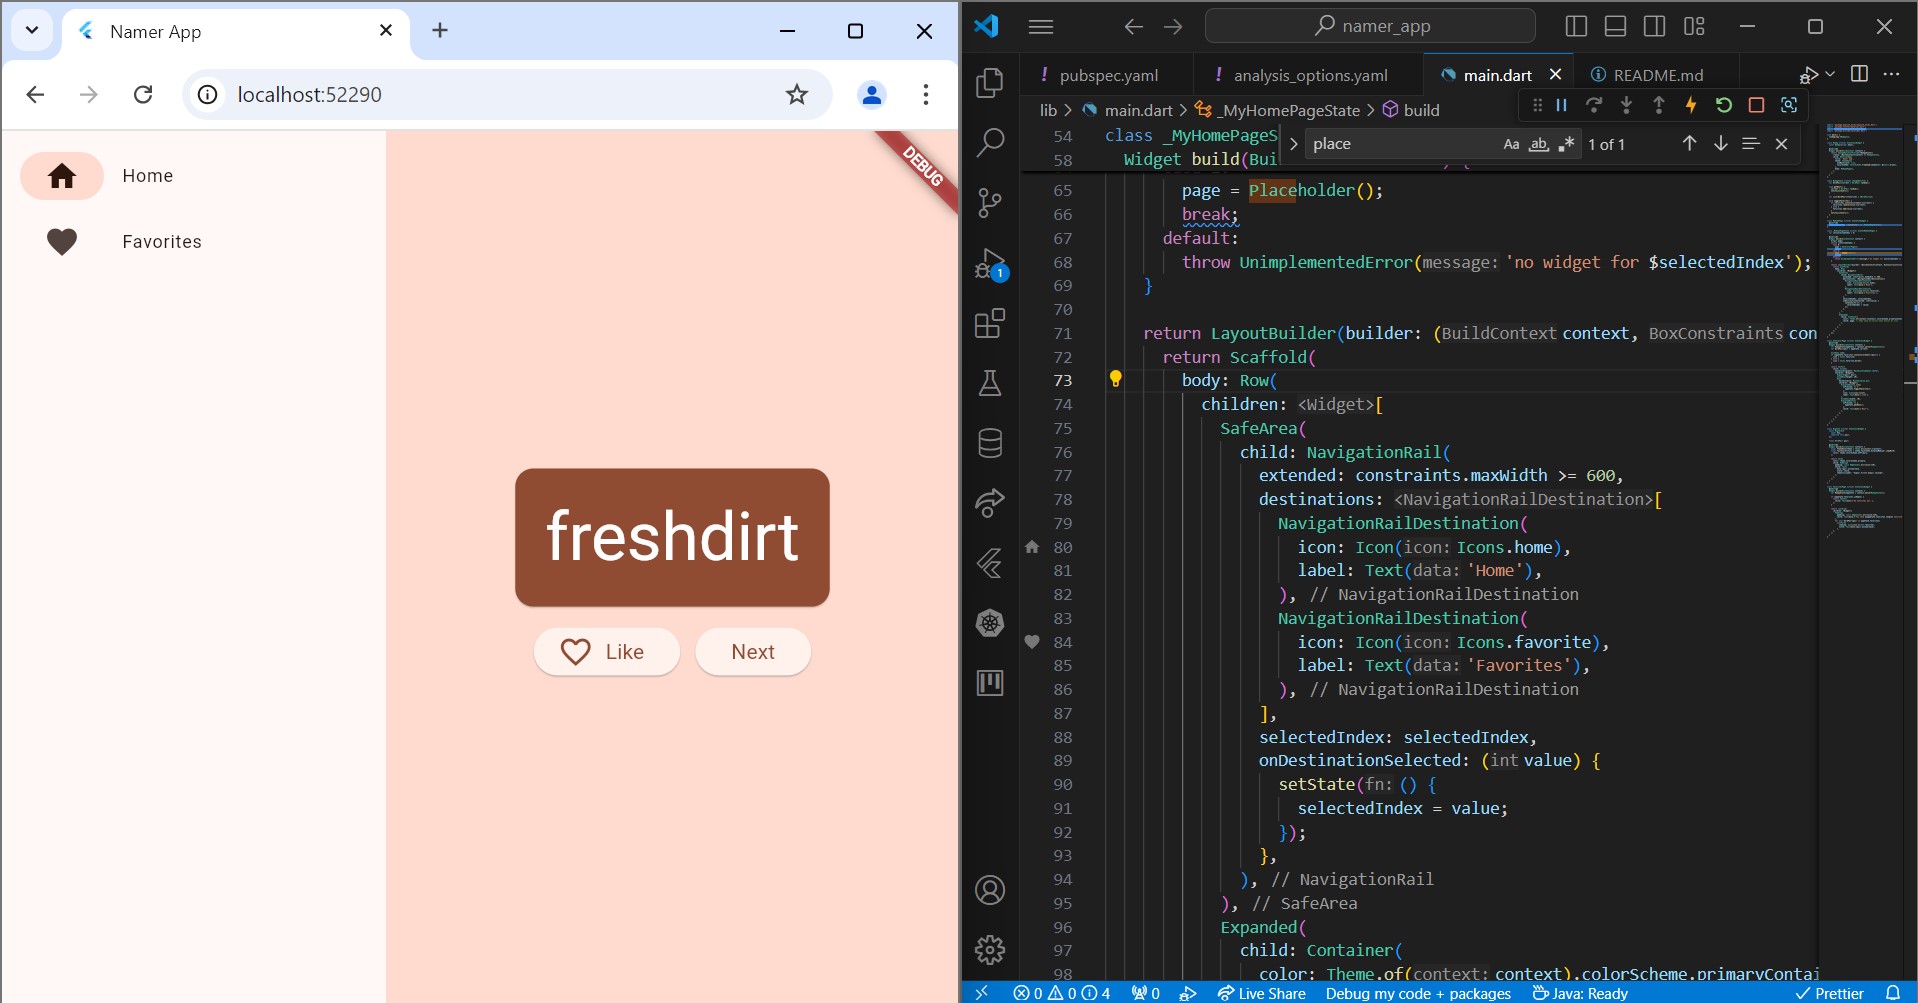 Namer App
localhost:52290
Home
Favorites
DEBUG
freshdirt
Like
Next
namer_app
pubspec.yaml
analysis_options.yaml
main.dart
README.md
lib > main.dart > _MyHomePageState > build
place
Aa
ab
1 of 1
54 class _MyHomePageS
58 Widget build(Bui
65 page = Placeholder();
66 break;
67 default:
68 throw UnimplementedError(message: 'no widget for $selectedIndex');
69 }
70
71 return LayoutBuilder(builder: (BuildContext context, BoxConstraints con
72 return Scaffold(
73 body: Row(
74 children: <Widget>[
75 SafeArea(
76 child: NavigationRail(
77 extended: constraints.maxWidth >= 600,
78 destinations: <NavigationRailDestination>[
79 NavigationRailDestination(
80 icon: Icon(icon: Icons.home),
81 label: Text(data: 'Home'),
82 ), // NavigationRailDestination
83 NavigationRailDestination(
84 icon: Icon(icon: Icons.favorite),
85 label: Text(data: 'Favorites'),
86 ), // NavigationRailDestination
87 ],
88 selectedIndex: selectedIndex,
89 onDestinationSelected: (int value) {
90 setState(fn: () {
91 selectedIndex = value;
92 });
93 },
94 ), // NavigationRail
95 ), // SafeArea
96 Expanded(
97 child: Container(
98 color: Theme.of(context: context).colorScheme.primaryContai
1
0 0 4 0 Live Share Debug my code + packages Java: Ready Prettier